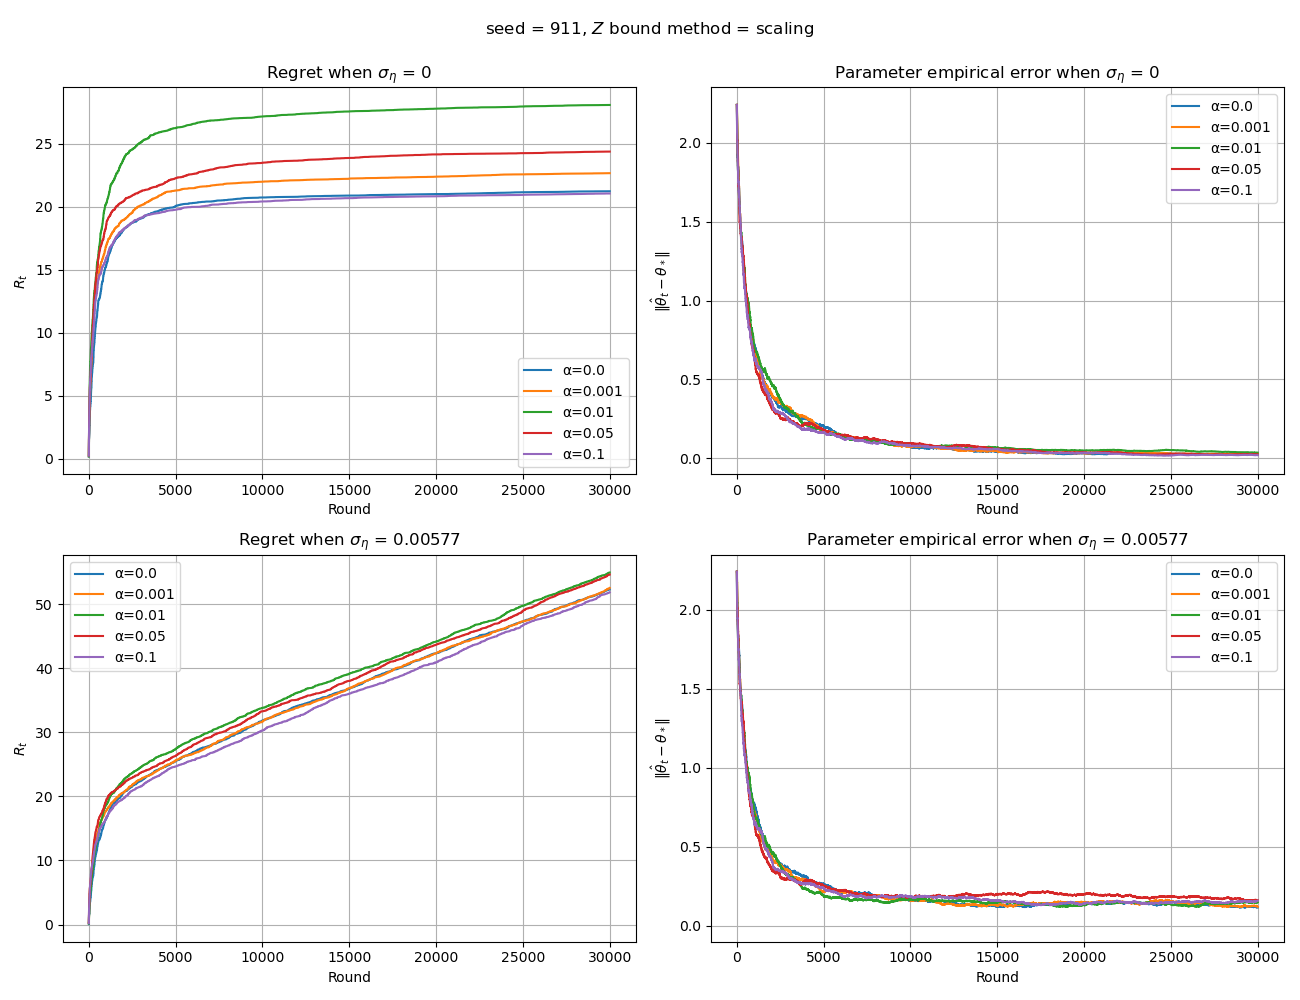 seed = 911, Z bound method = scaling
Regret when σ_η = 0
R_t
25
20
15
10
5
0
α=0.0
α=0.001
α=0.01
α=0.05
α=0.1
0 5000 10000 15000 20000 25000 30000
Round
Parameter empirical error when σ_η = 0
‖θ̂_t − θ_*‖
2.0
1.5
1.0
0.5
0.0
α=0.0
α=0.001
α=0.01
α=0.05
α=0.1
0 5000 10000 15000 20000 25000 30000
Round
Regret when σ_η = 0.00577
R_t
50
40
30
20
10
0
α=0.0
α=0.001
α=0.01
α=0.05
α=0.1
0 5000 10000 15000 20000 25000 30000
Round
Parameter empirical error when σ_η = 0.00577
‖θ̂_t − θ_*‖
2.0
1.5
1.0
0.5
0.0
α=0.0
α=0.001
α=0.01
α=0.05
α=0.1
0 5000 10000 15000 20000 25000 30000
Round